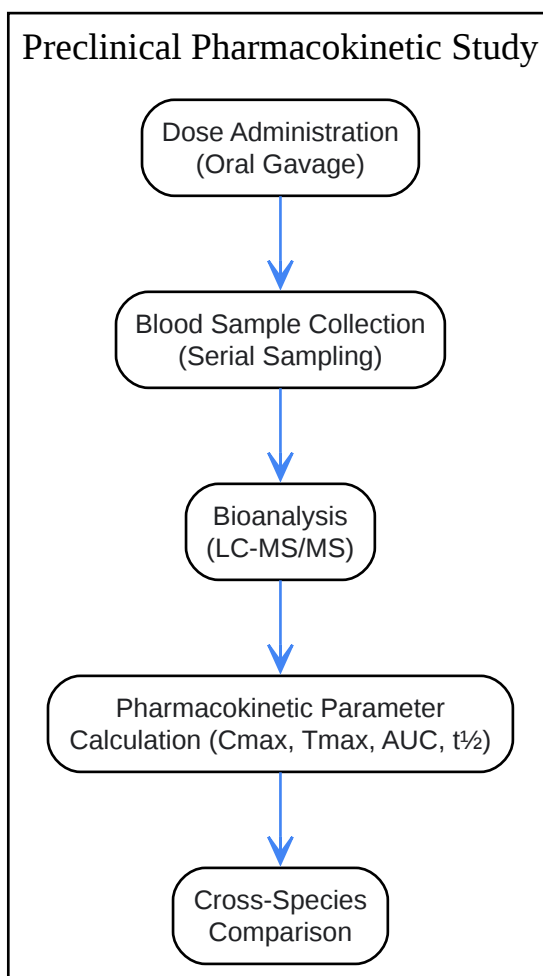 Preclinical Pharmacokinetic Study
Dose Administration
(Oral Gavage)
Blood Sample Collection
(Serial Sampling)
Bioanalysis
(LC-MS/MS)
Pharmacokinetic Parameter
Calculation (Cmax, Tmax, AUC, t½)
Cross-Species
Comparison